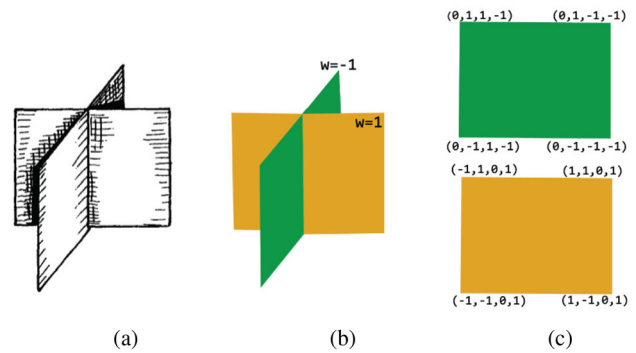 w=-1
w=1
(0,1,1,-1) (0,1,-1,-1)
(0,-1,1,-1) (0,-1,-1,-1)
(-1,1,0,1) (1,1,0,1)
(-1,-1,0,1) (1,-1,0,1)
(a) (b) (c)